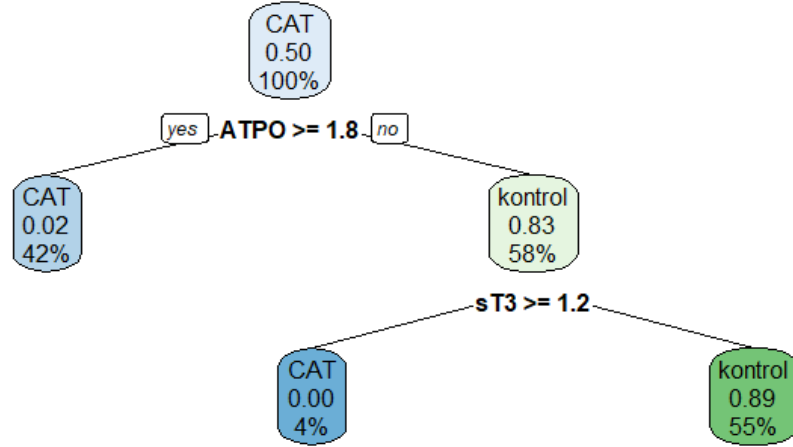 CAT
0.50
100%
yes ATPO >= 1.8 no
CAT
0.02
42%
kontrol
0.83
58%
sT3 >= 1.2
CAT
0.00
4%
kontrol
0.89
55%